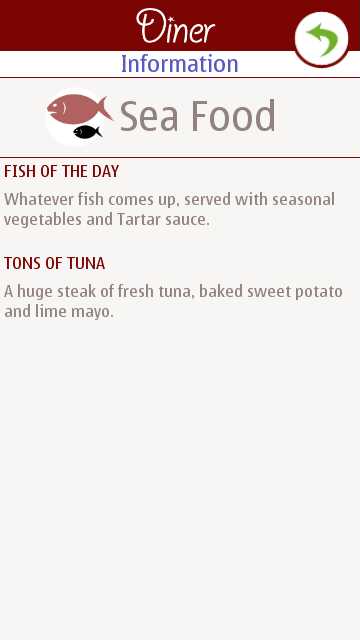 Diner
Information
Sea Food
FISH OF THE DAY
Whatever fish comes up, served with seasonal
vegetables and Tartar sauce.
TONS OF TUNA
A huge steak of fresh tuna, baked sweet potato
and lime mayo.